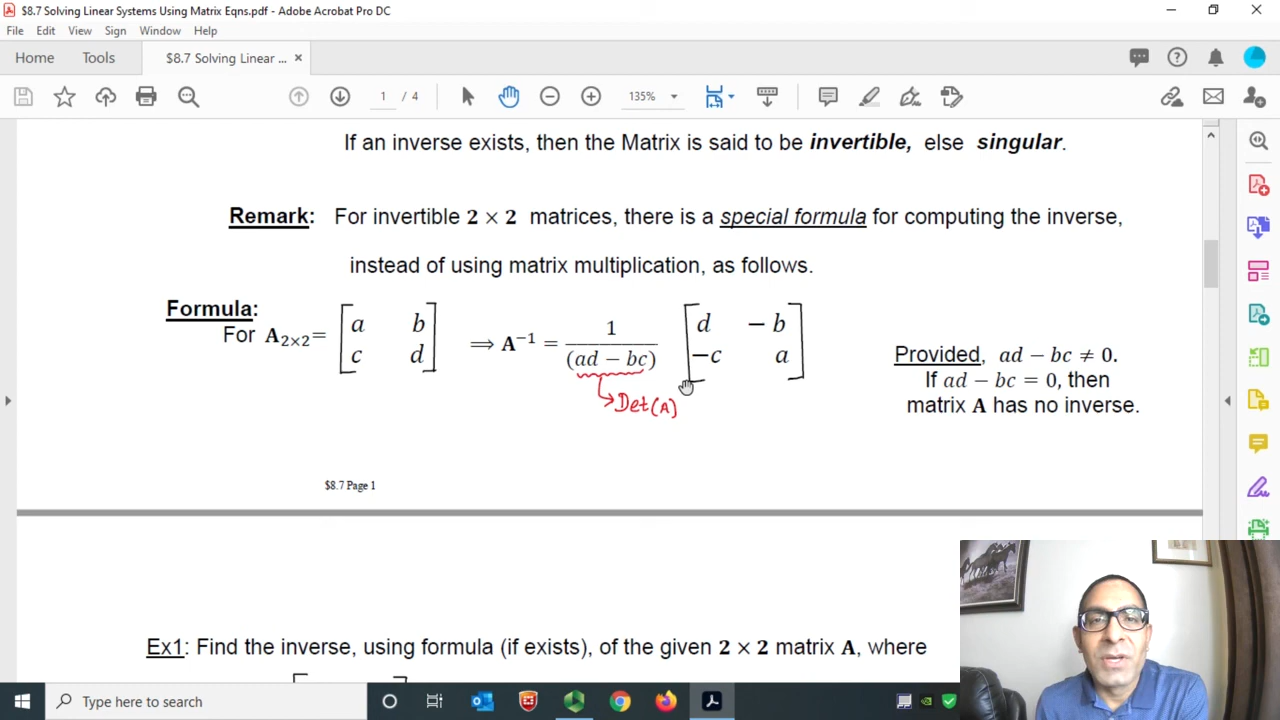 $8.7 Solving Linear Systems Using Matrix Eqns.pdf - Adobe Acrobat Pro DC
File Edit View Sign Window Help
Home Tools $8.7 Solving Linear ... ×
1 / 4 135%
If an inverse exists, then the Matrix is said to be invertible, else singular.
Remark: For invertible 2 × 2 matrices, there is a special formula for computing the inverse,
instead of using matrix multiplication, as follows.
Formula:
For A2×2= [a b c d] ⟹ A−1 = 1/(ad − bc) [d − b −c a]
Det(A)
Provided, ad − bc ≠ 0.
If ad − bc = 0, then
matrix A has no inverse.
$8.7 Page 1
Ex1: Find the inverse, using formula (if exists), of the given 2 × 2 matrix A, where
Type here to search